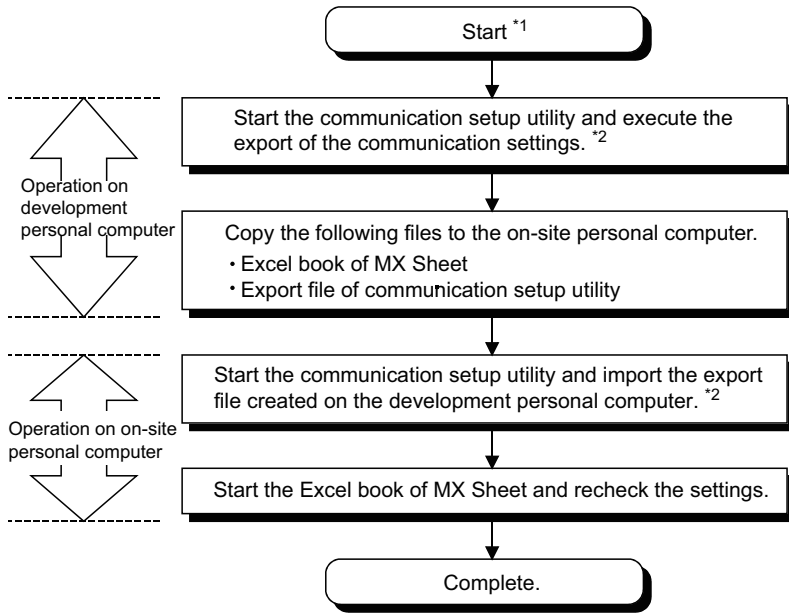 Start *1
Start the communication setup utility and execute the
export of the communication settings. *2
Operation on
development
personal computer
Copy the following files to the on-site personal computer.
・Excel book of MX Sheet
・Export file of communication setup utility
Start the communication setup utility and import the export
file created on the development personal computer. *2
Operation on on-site
personal computer
Start the Excel book of MX Sheet and recheck the settings.
Complete.